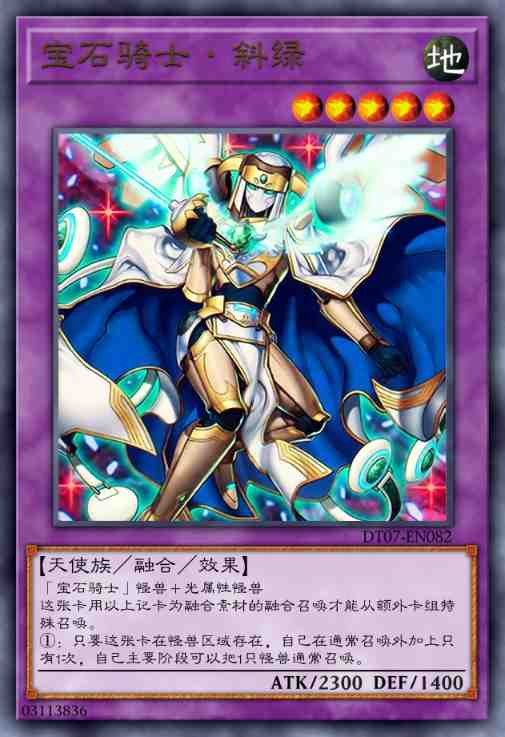 宝石骑士·斜绿
地
DT07-EN082
【天使族／融合／效果】
「宝石骑士」怪兽＋光属性怪兽
这张卡用以上记卡为融合素材的融合召唤才能从额外卡组特
殊召唤。
①：只要这张卡在怪兽区域存在，自己在通常召唤外加上只
有1次，自己主要阶段可以把1只怪兽通常召唤。
ATK/2300 DEF/1400
03113836